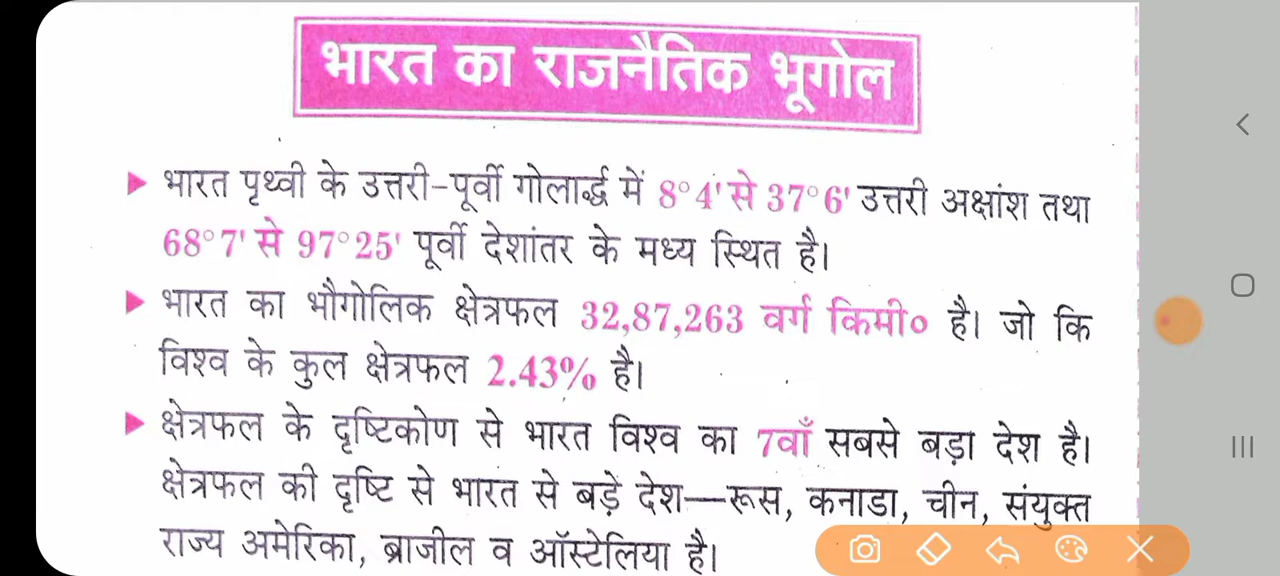 भारत का राजनैतिक भूगोल
भारत पृथ्वी के उत्तरी-पूर्वी गोलार्द्ध में 8°4' से 37°6' उत्तरी अक्षांश तथा
68°7' से 97°25' पूर्वी देशांतर के मध्य स्थित है।
भारत का भौगोलिक क्षेत्रफल 32,87,263 वर्ग किमी० है। जो कि
विश्व के कुल क्षेत्रफल 2.43% है।
क्षेत्रफल के दृष्टिकोण से भारत विश्व का 7वाँ सबसे बड़ा देश है।
क्षेत्रफल की दृष्टि से भारत से बड़े देश—रूस, कनाडा, चीन, संयुक्त
राज्य अमेरिका, ब्राजील व ऑस्टेलिया है।